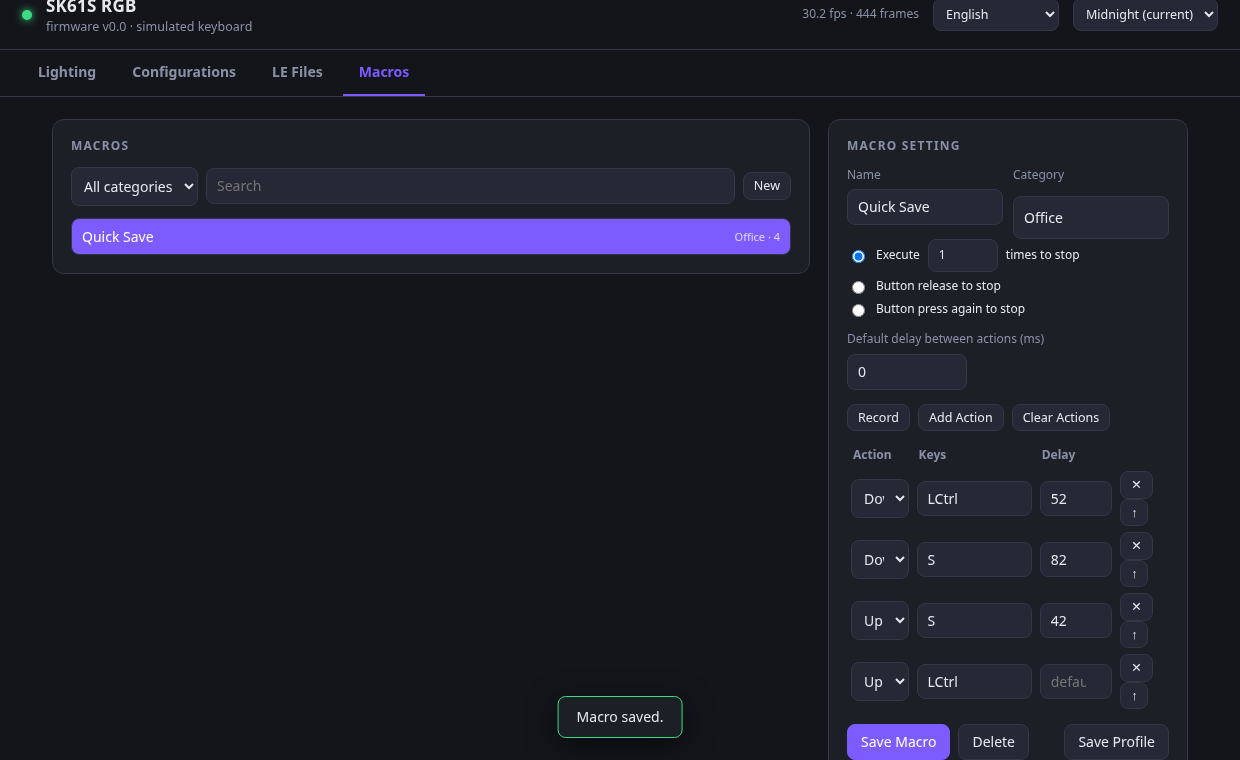 SK61S RGB
firmware v0.0 · simulated keyboard
30.2 fps · 444 frames
English
Midnight (current)
Lighting
Configurations
LE Files
Macros
MACROS
All categories
Search
New
Quick Save
Office · 4
MACRO SETTING
Name
Category
Quick Save
Office
Execute 1 times to stop
Button release to stop
Button press again to stop
Default delay between actions (ms)
0
Record
Add Action
Clear Actions
Action Keys Delay
Do LCtrl 52 ✕
↑
Do S 82 ✕
↑
Up S 42 ✕
↑
Up LCtrl defau ✕
↑
Macro saved.
Save Macro
Delete
Save Profile